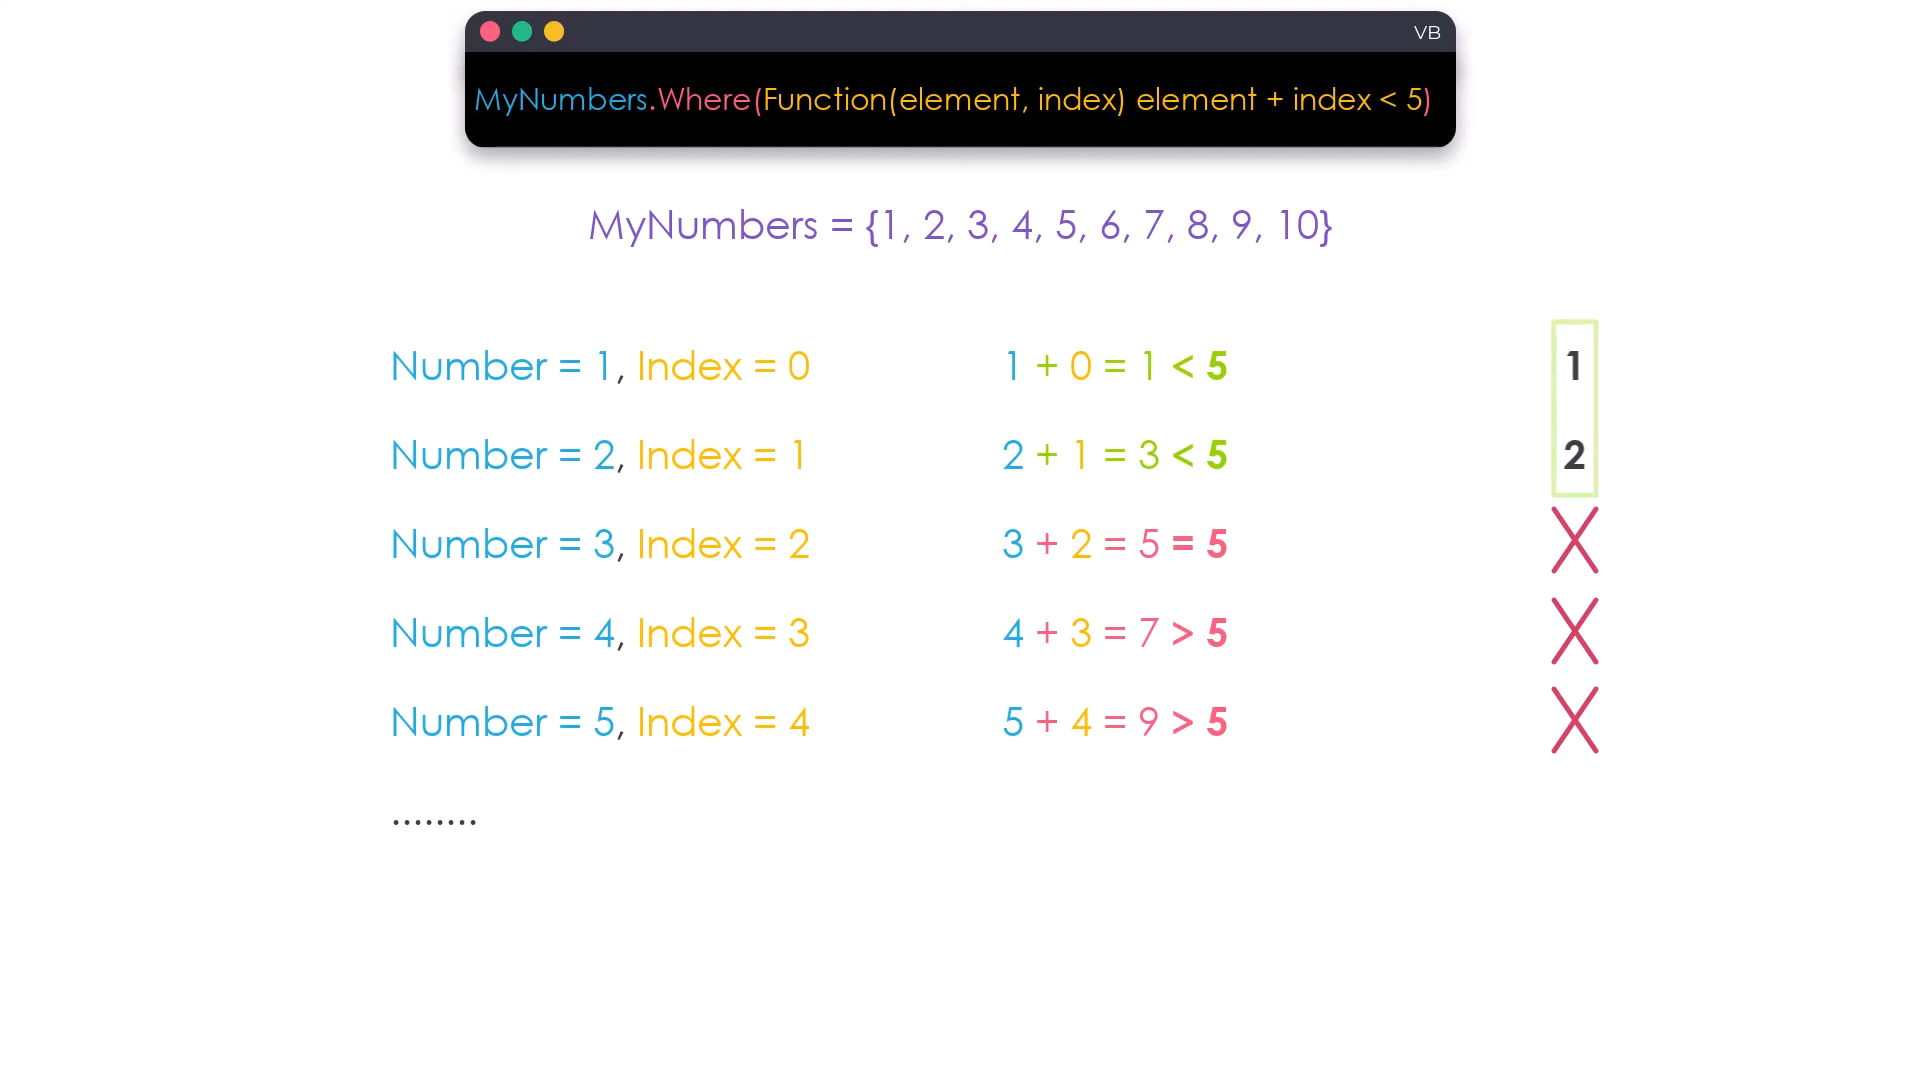 VB
MyNumbers.Where(Function(element, index) element + index < 5)
MyNumbers = {1, 2, 3, 4, 5, 6, 7, 8, 9, 10}
Number = 1, Index = 0 1 + 0 = 1 < 5 1
Number = 2, Index = 1 2 + 1 = 3 < 5 2
Number = 3, Index = 2 3 + 2 = 5 = 5
Number = 4, Index = 3 4 + 3 = 7 > 5
Number = 5, Index = 4 5 + 4 = 9 > 5
........